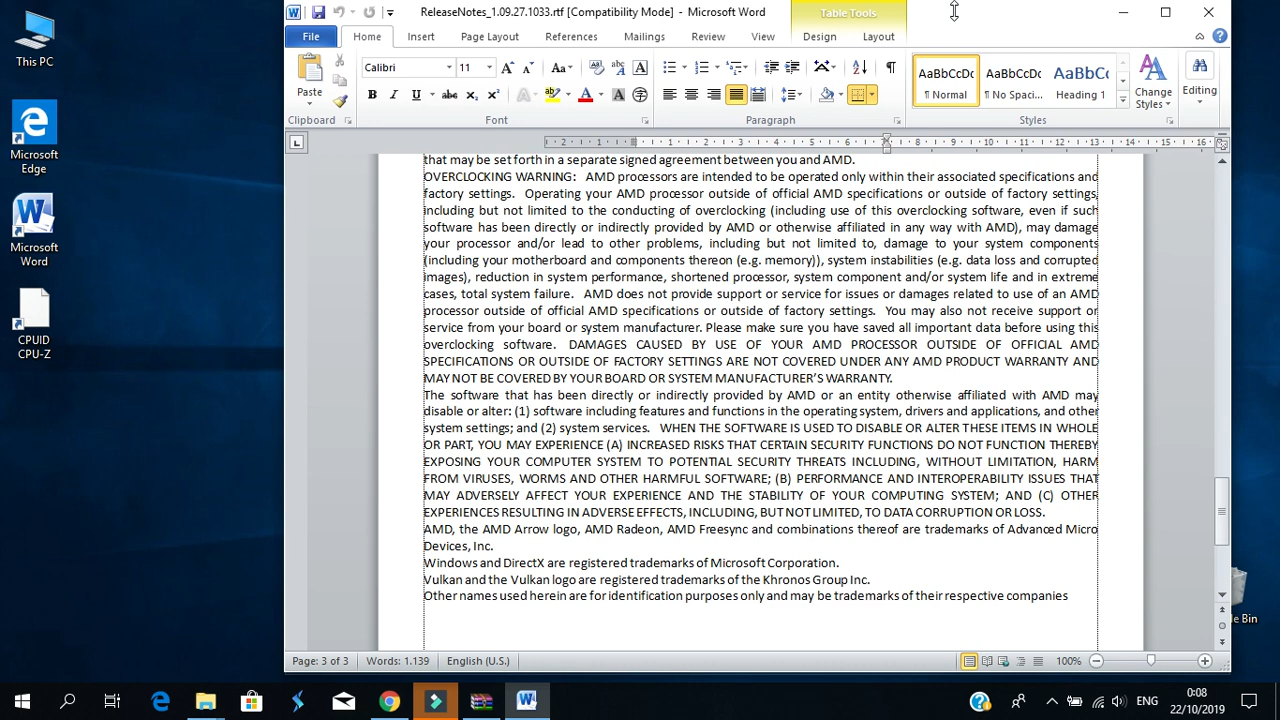 This PC
Microsoft
Edge
Microsoft
Word
CPUID
CPU-Z
ReleaseNotes_1.09.27.1033.rtf [Compatibility Mode] - Microsoft Word
Table Tools
File
Home
Insert
Page Layout
References
Mailings
Review
View
Design
Layout
Paste
Clipboard
Calibri
11
Font
Paragraph
AaBbCcDc
¶ Normal
AaBbCcDc
¶ No Spaci...
AaBbCc
Heading 1
Change
Styles
Styles
Editing
2 1 1 2 3 4 5 6 8 9 10 11 12 13 14 15 16
that may be set forth in a separate signed agreement between you and AMD.
OVERCLOCKING WARNING: AMD processors are intended to be operated only within their associated specifications and
factory settings. Operating your AMD processor outside of official AMD specifications or outside of factory settings,
including but not limited to the conducting of overclocking (including use of this overclocking software, even if such
software has been directly or indirectly provided by AMD or otherwise affiliated in any way with AMD), may damage
your processor and/or lead to other problems, including but not limited to, damage to your system components
(including your motherboard and components thereon (e.g. memory)), system instabilities (e.g. data loss and corrupted
images), reduction in system performance, shortened processor, system component and/or system life and in extreme
cases, total system failure. AMD does not provide support or service for issues or damages related to use of an AMD
processor outside of official AMD specifications or outside of factory settings. You may also not receive support or
service from your board or system manufacturer. Please make sure you have saved all important data before using this
overclocking software. DAMAGES CAUSED BY USE OF YOUR AMD PROCESSOR OUTSIDE OF OFFICIAL AMD
SPECIFICATIONS OR OUTSIDE OF FACTORY SETTINGS ARE NOT COVERED UNDER ANY AMD PRODUCT WARRANTY AND
MAY NOT BE COVERED BY YOUR BOARD OR SYSTEM MANUFACTURER'S WARRANTY.
The software that has been directly or indirectly provided by AMD or an entity otherwise affiliated with AMD may
disable or alter: (1) software including features and functions in the operating system, drivers and applications, and other
system settings; and (2) system services. WHEN THE SOFTWARE IS USED TO DISABLE OR ALTER THESE ITEMS IN WHOLE
OR PART, YOU MAY EXPERIENCE (A) INCREASED RISKS THAT CERTAIN SECURITY FUNCTIONS DO NOT FUNCTION THEREBY
EXPOSING YOUR COMPUTER SYSTEM TO POTENTIAL SECURITY THREATS INCLUDING, WITHOUT LIMITATION, HARM
FROM VIRUSES, WORMS AND OTHER HARMFUL SOFTWARE; (B) PERFORMANCE AND INTEROPERABILITY ISSUES THAT
MAY ADVERSELY AFFECT YOUR EXPERIENCE AND THE STABILITY OF YOUR COMPUTING SYSTEM; AND (C) OTHER
EXPERIENCES RESULTING IN ADVERSE EFFECTS, INCLUDING, BUT NOT LIMITED, TO DATA CORRUPTION OR LOSS.
AMD, the AMD Arrow logo, AMD Radeon, AMD Freesync and combinations thereof are trademarks of Advanced Micro
Devices, Inc.
Windows and DirectX are registered trademarks of Microsoft Corporation.
Vulkan and the Vulkan logo are registered trademarks of the Khronos Group Inc.
Other names used herein are for identification purposes only and may be trademarks of their respective companies
Page: 3 of 3
Words: 1.139
English (U.S.)
100%
le Bin
ENG
0:08
22/10/2019